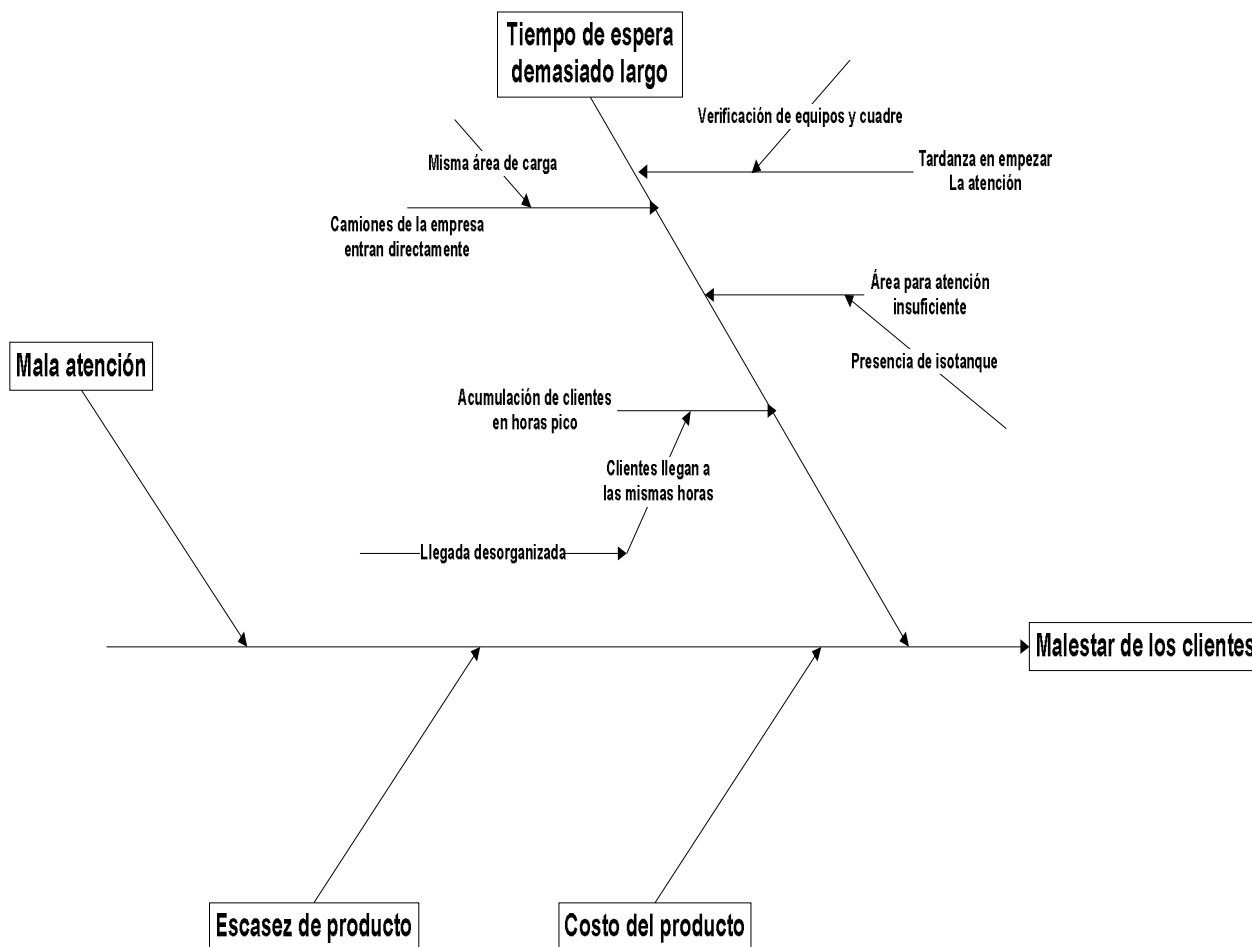 Tiempo de espera
demasiado largo
Verificación de equipos y cuadre
Misma área de carga
Tardanza en empezar
La atención
Camiones de la empresa
entran directamente
Área para atención
insuficiente
Mala atención
Presencia de isotanque
Acumulación de clientes
en horas pico
Clientes llegan a
las mismas horas
Llegada desorganizada
Malestar de los clientes
Escasez de producto
Costo del producto